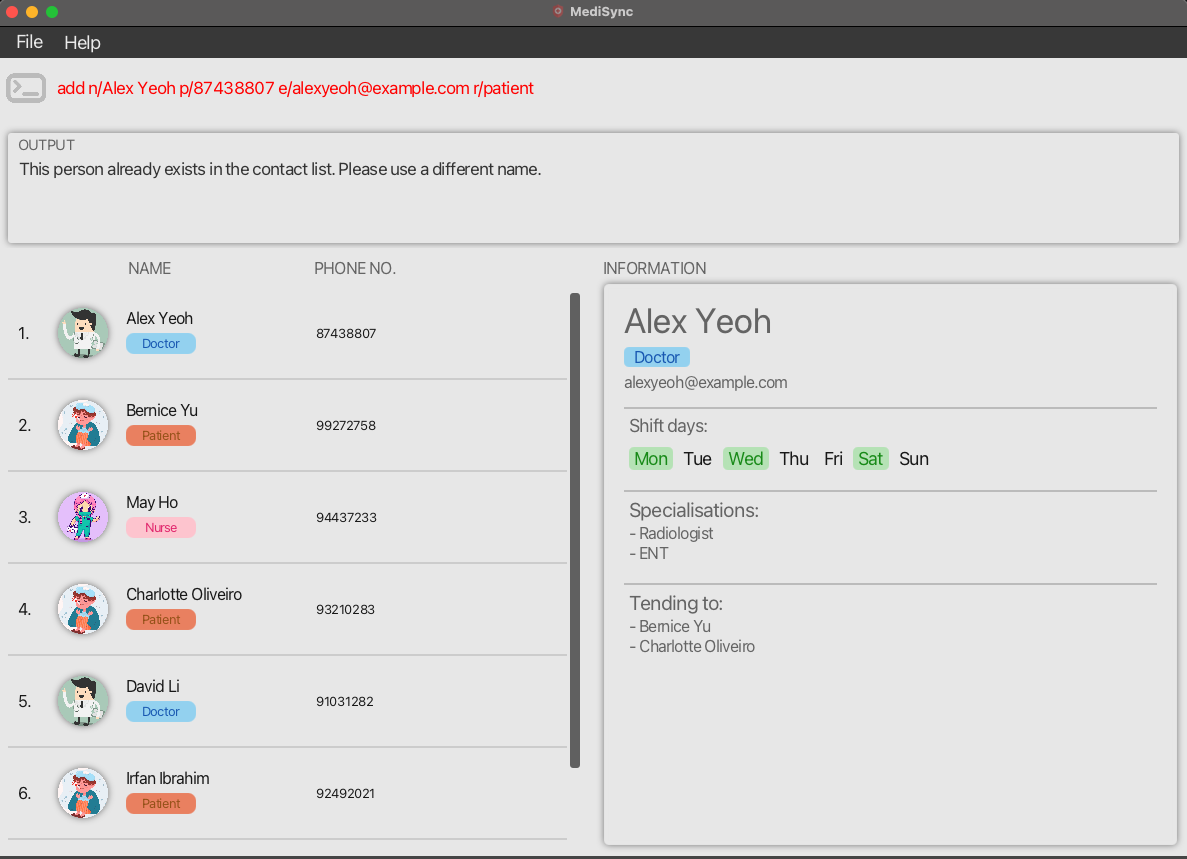 MediSync
File Help
add n/Alex Yeoh p/87438807 e/alexyeoh@example.com r/patient
OUTPUT
This person already exists in the contact list. Please use a different name.
NAME PHONE NO.
1. Alex Yeoh 87438807
Doctor
2. Bernice Yu 99272758
Patient
3. May Ho 94437233
Nurse
4. Charlotte Oliveiro 93210283
Patient
5. David Li 91031282
Doctor
6. Irfan Ibrahim 92492021
Patient
INFORMATION
Alex Yeoh
Doctor
alexyeoh@example.com
Shift days:
Mon Tue Wed Thu Fri Sat Sun
Specialisations:
- Radiologist
- ENT
Tending to:
- Bernice Yu
- Charlotte Oliveiro